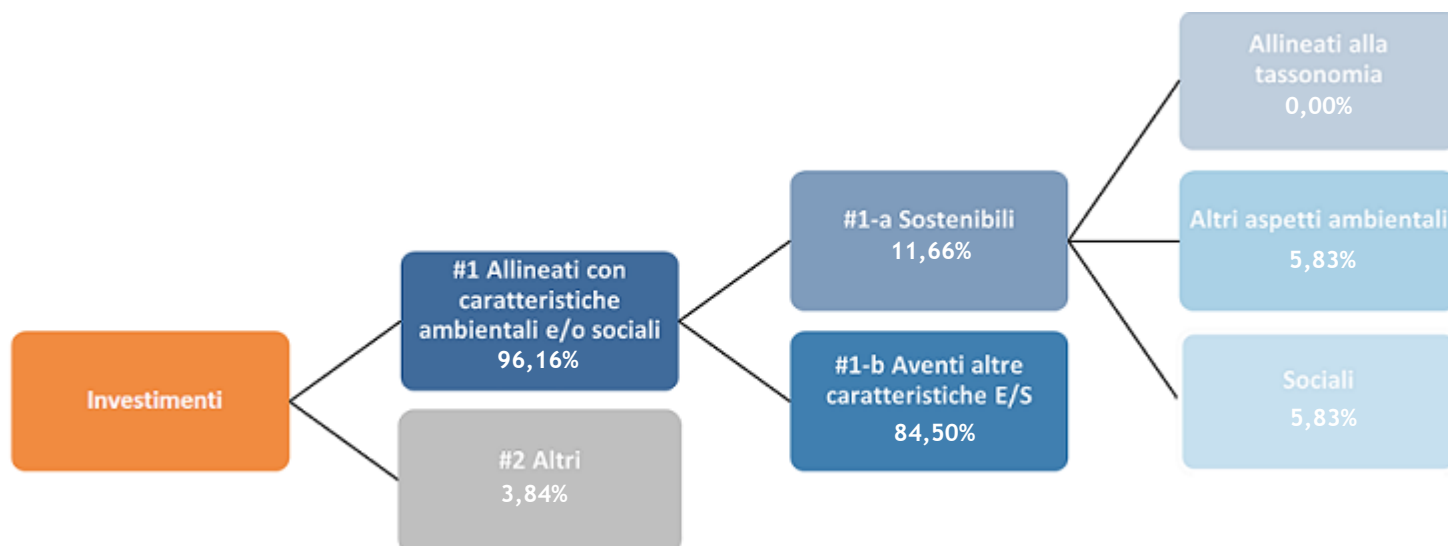 Investimenti
#1 Allineati con
caratteristiche
ambientali e/o sociali
96,16%
#2 Altri
3,84%
#1-a Sostenibili
11,66%
#1-b Aventi altre
caratteristiche E/S
84,50%
Allineati alla
tassonomia
0,00%
Altri aspetti ambientali
5,83%
Sociali
5,83%